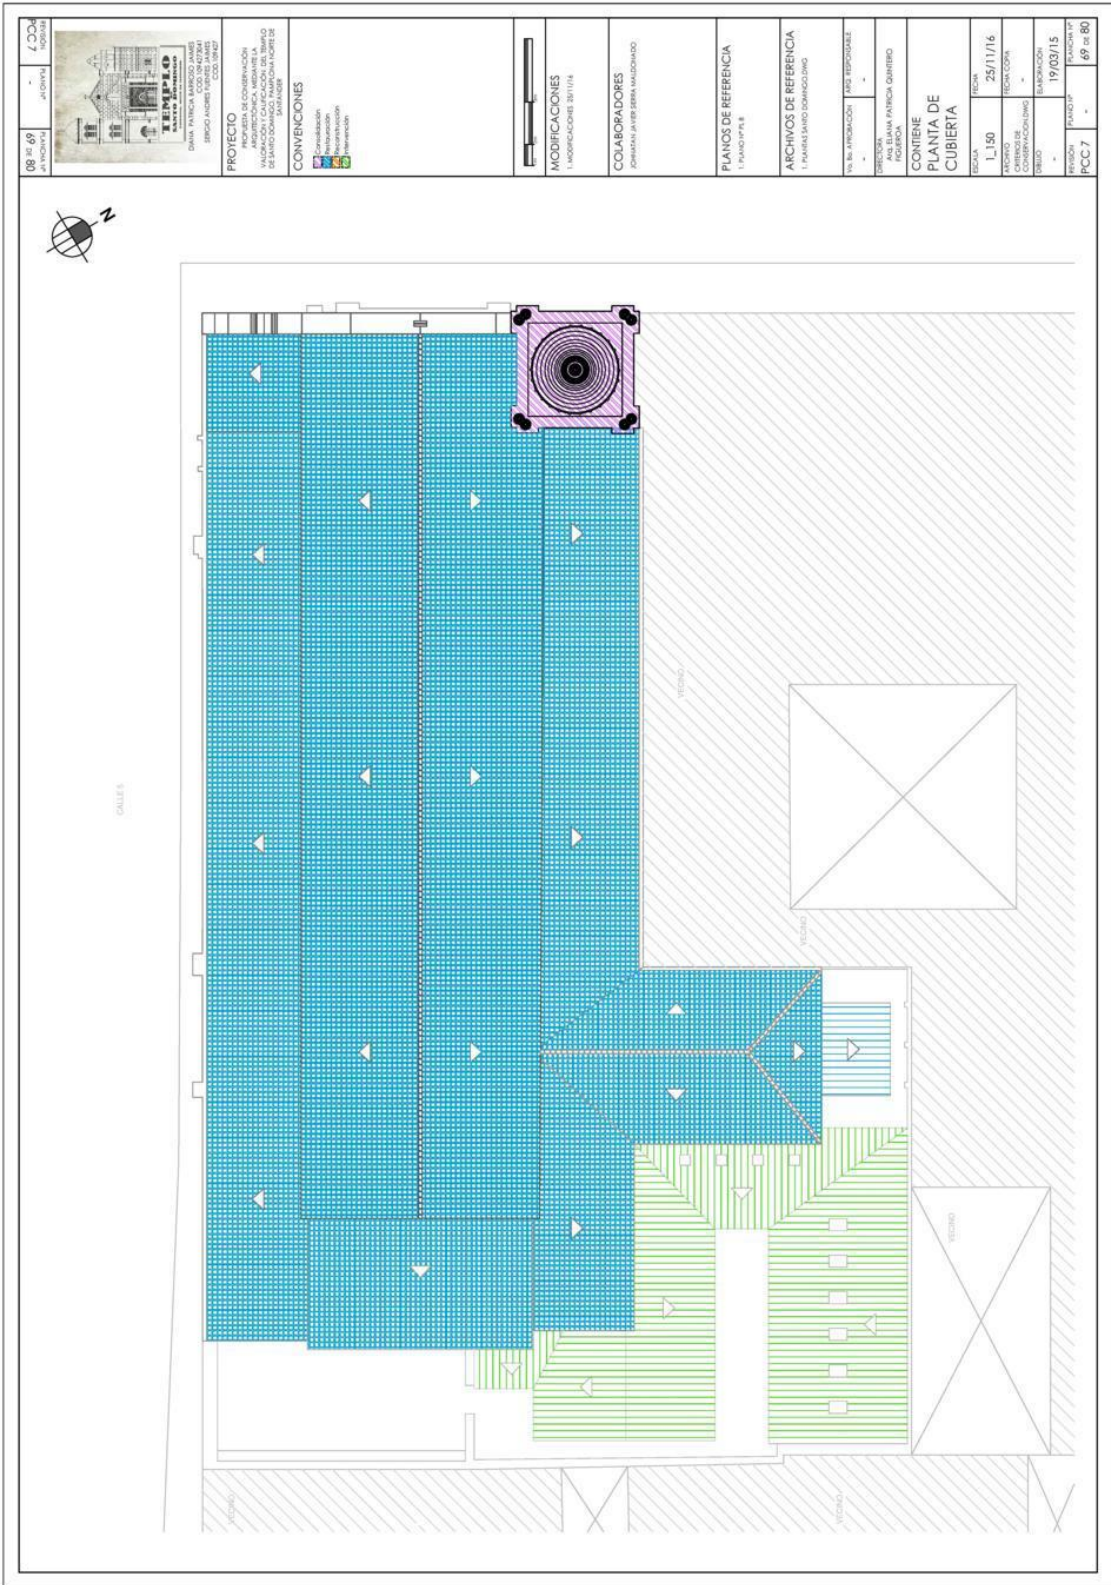 REVISIÓN
PCC 7
PLANO Nº
-
PLANCHA Nº
69 DE 80
TEMPLO
SANTO DOMINGO
DIANA PATRICIA BARROSO JAIMES
SERGIO ANDRES FUENTES JAIMES
PROYECTO
PROPUESTA DE CONSERVACIÓN
ARQUITECTÓNICA, MEDIANTE LA
VALORACIÓN Y CALIFICACIÓN, DEL TEMPLO
DE SANTO DOMINGO, PAMPLONA NORTE DE
SANTANDER
CONVENCIONES
Consolidación
Restauración
Reconstrucción
Intervención
MODIFICACIONES
1. MODIFICACIONES: 25/11/16
COLABORADORES
JOHNATAN JAVIER SIERRA MALDONADO
PLANOS DE REFERENCIA
1. PLANO Nº PL 8
ARCHIVOS DE REFERENCIA
1. PLANTAS SANTO DOMINGO.DWG
Vo. Bo. APROBACIÓN
-
ARQ. RESPONSABLE
-
DIRECTORA
Arq. ELIANA PATRICIA QUINTERO
FIGUEROA
CONTIENE
PLANTA DE
CUBIERTA
ESCALA
1_150
FECHA
25/11/16
ARCHIVO
CRITERIOS DE
CONSERVACION.DWG
FECHA COPIA
-
DIBUJO
-
ELABORACIÓN
19/03/15
REVISIÓN
PCC 7
PLANO Nº
-
PLANCHA Nº
69 DE 80
N
CALLE 5
VECINO
VECINO
VECINO
VECINO
VECINO